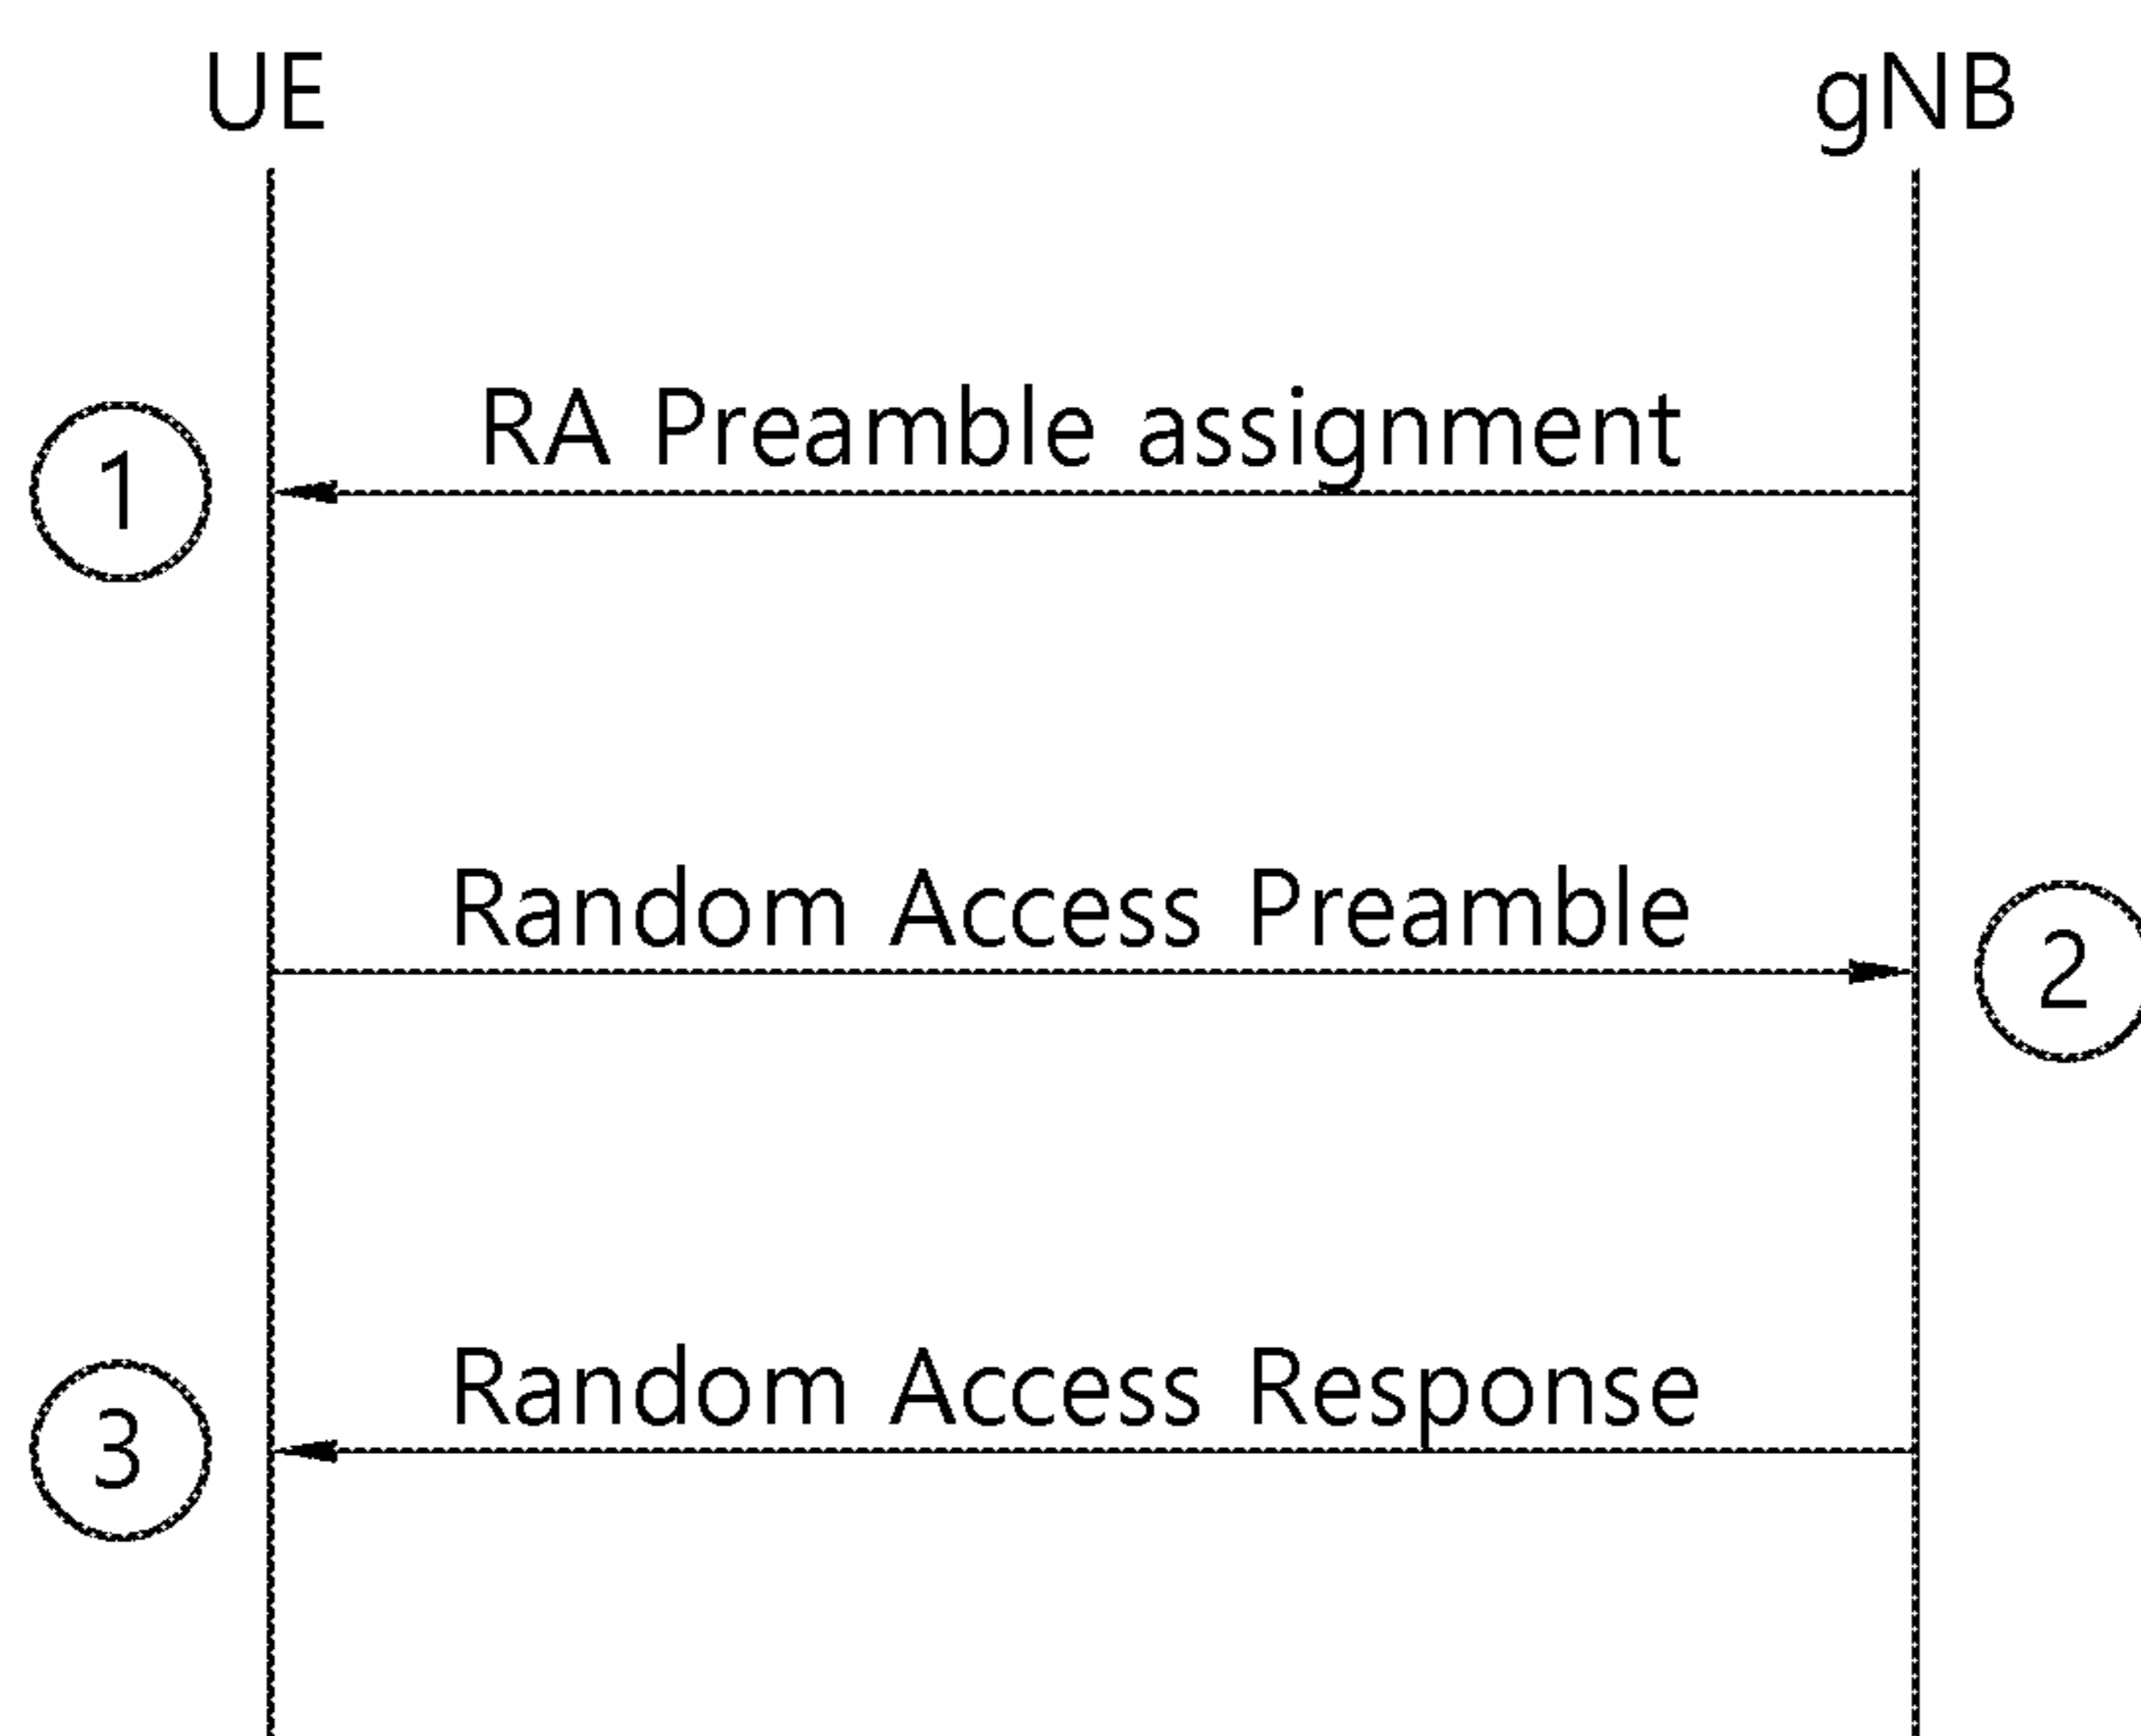 UE gNB
RA Preamble assignment
1
Random Access Preamble
2
Random Access Response
3